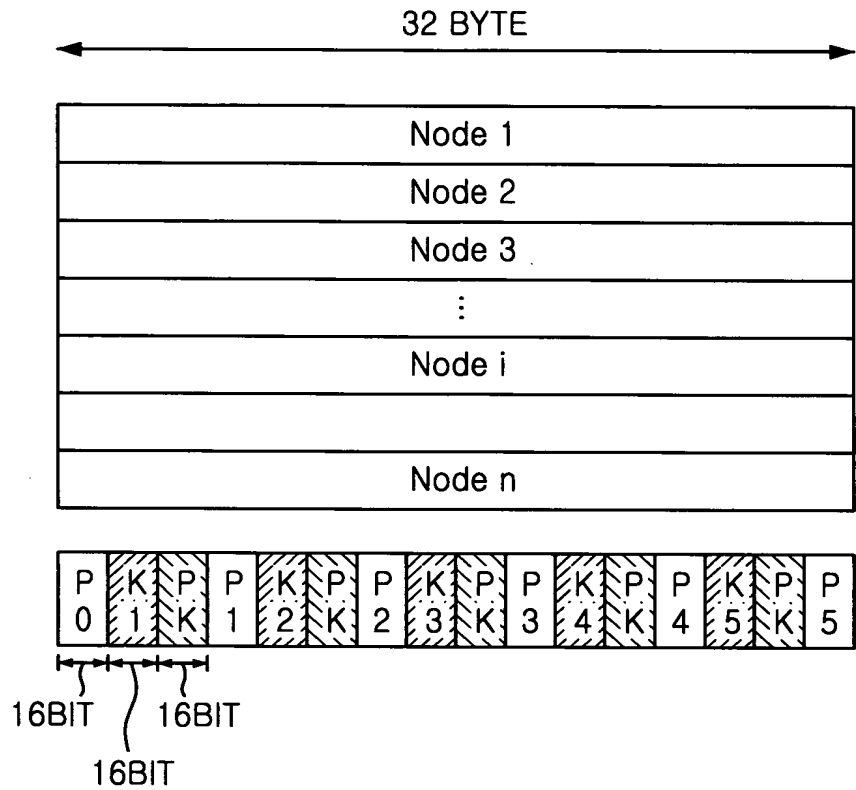 32 BYTE
Node 1
Node 2
Node 3
⋮
Node i
Node n
P K P P K P P K P P K P P K P P
0 1 K 1 2 K 2 3 K 3 4 K 4 5 K 5
16BIT 16BIT
16BIT